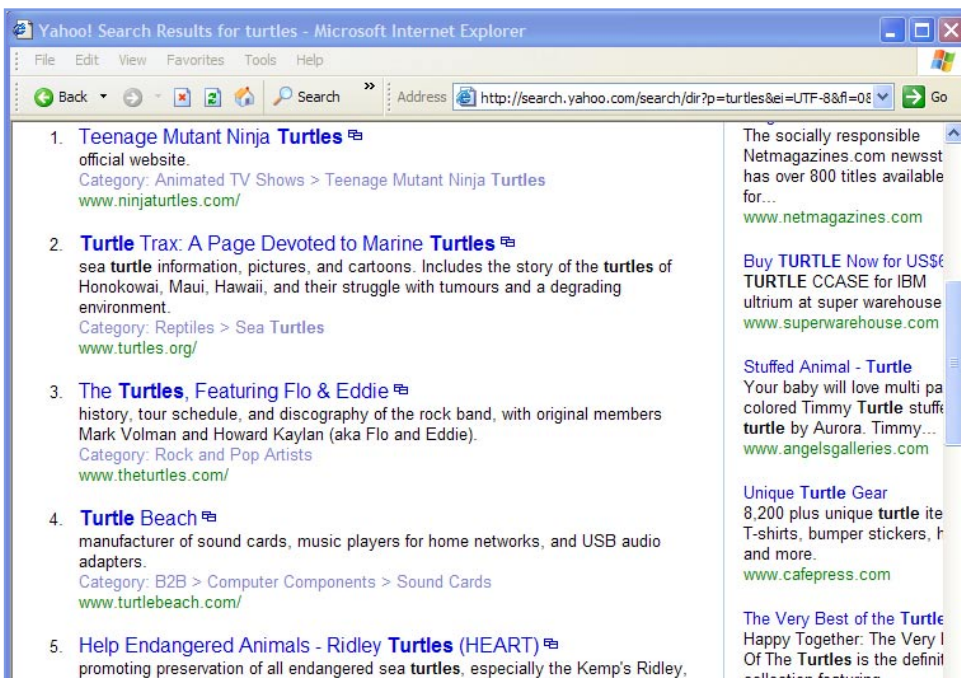 Yahoo! Search Results for turtles - Microsoft Internet Explorer
File Edit View Favorites Tools Help
Back Search » Address http://search.yahoo.com/search/dir?p=turtles&ei=UTF-8&fl=08 Go
1. Teenage Mutant Ninja Turtles
official website.
Category: Animated TV Shows > Teenage Mutant Ninja Turtles
www.ninjaturtles.com/
2. Turtle Trax: A Page Devoted to Marine Turtles
sea turtle information, pictures, and cartoons. Includes the story of the turtles of
Honokowai, Maui, Hawaii, and their struggle with tumours and a degrading
environment.
Category: Reptiles > Sea Turtles
www.turtles.org/
3. The Turtles, Featuring Flo & Eddie
history, tour schedule, and discography of the rock band, with original members
Mark Volman and Howard Kaylan (aka Flo and Eddie).
Category: Rock and Pop Artists
www.theturtles.com/
4. Turtle Beach
manufacturer of sound cards, music players for home networks, and USB audio
adapters.
Category: B2B > Computer Components > Sound Cards
www.turtlebeach.com/
5. Help Endangered Animals - Ridley Turtles (HEART)
promoting preservation of all endangered sea turtles, especially the Kemp's Ridley,
The socially responsible
Netmagazines.com newsst
has over 800 titles available
for...
www.netmagazines.com
Buy TURTLE Now for US$6
TURTLE CCASE for IBM
ultrium at super warehouse
www.superwarehouse.com
Stuffed Animal - Turtle
Your baby will love multi pa
colored Timmy Turtle stuffe
turtle by Aurora. Timmy...
www.angelsgalleries.com
Unique Turtle Gear
8,200 plus unique turtle ite
T-shirts, bumper stickers, h
and more.
www.cafepress.com
The Very Best of the Turtle
Happy Together: The Very
Of The Turtles is the definit
collection featuring